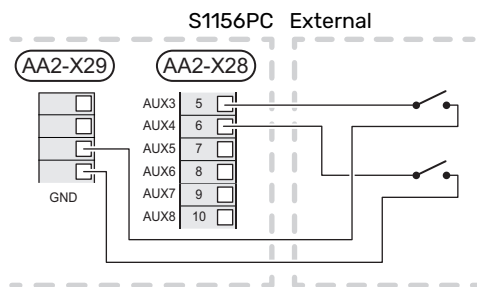 S1156PC External
AA2-X29 AA2-X28
AUX3 5
AUX4 6
AUX5 7
AUX6 8
AUX7 9
AUX8 10
GND